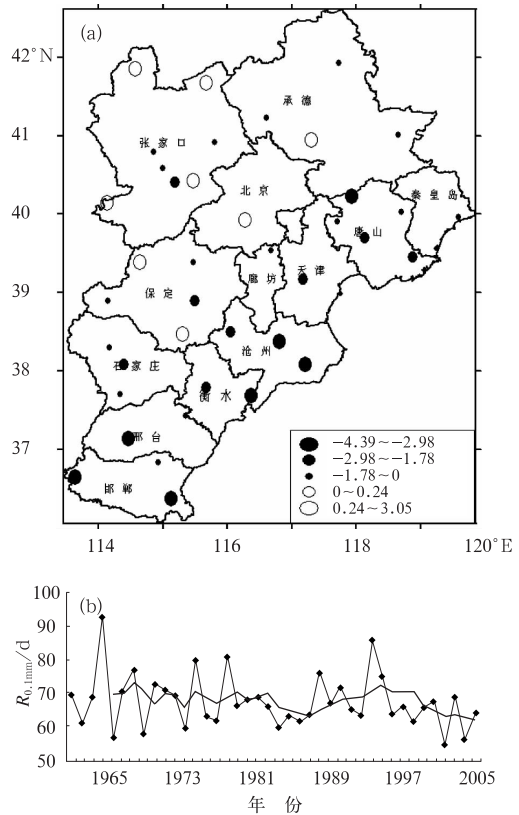 (a)
42°N
41
40
39
38
37
114
116
118
120°E
承德
张家口
北京
秦皇岛
唐山
廊坊
天津
保定
沧州
石家庄
衡水
邢台
邯郸
−4.39~−2.98
−2.98~−1.78
−1.78~0
0~0.24
0.24~3.05
(b)
R0.1mm/d
100
90
80
70
60
50
1965
1973
1981
1989
1997
2005
年 份